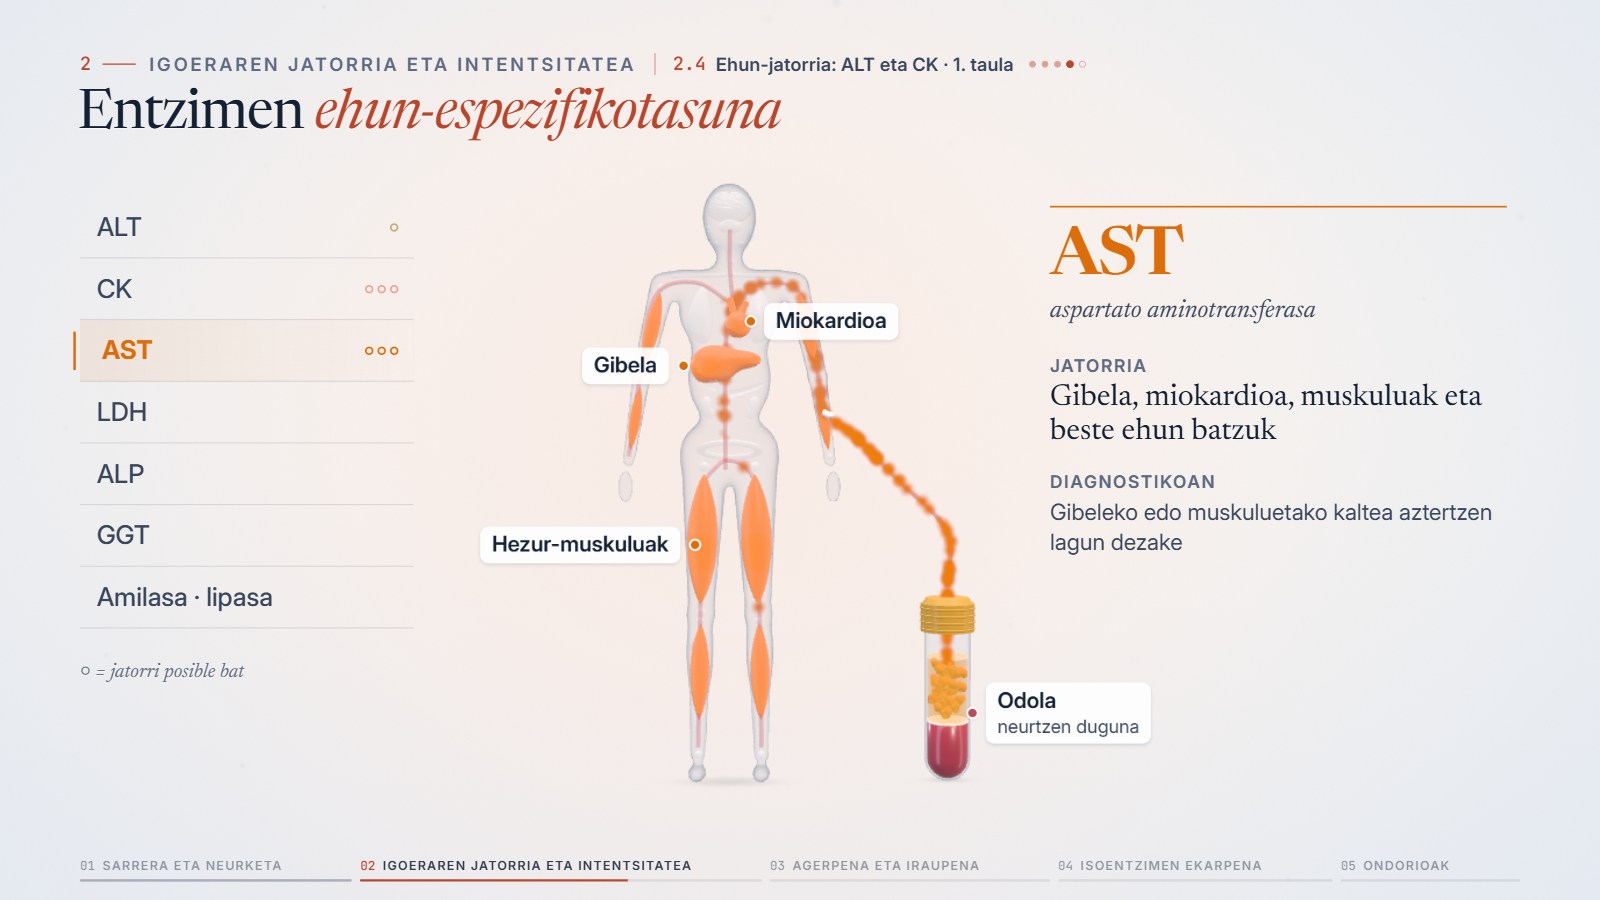 2 — IGOERAREN JATORRIA ETA INTENTSITATEA | 2.4 Ehun-jatorria: ALT eta CK · 1. taula
Entzimen ehun-espezifikotasuna
ALT
CK
AST
LDH
ALP
GGT
Amilasa · lipasa
○ = jatorri posible bat
Miokardioa
Gibela
Hezur-muskuluak
Odola
neurtzen duguna
AST
aspartato aminotransferasa
JATORRIA
Gibela, miokardioa, muskuluak eta
beste ehun batzuk
DIAGNOSTIKOAN
Gibeleko edo muskuluetako kaltea aztertzen
lagun dezake
01 SARRERA ETA NEURKETA
02 IGOERAREN JATORRIA ETA INTENTSITATEA
03 AGERPENA ETA IRAUPENA
04 ISOENTZIMEN EKARPENA
05 ONDORIOAK